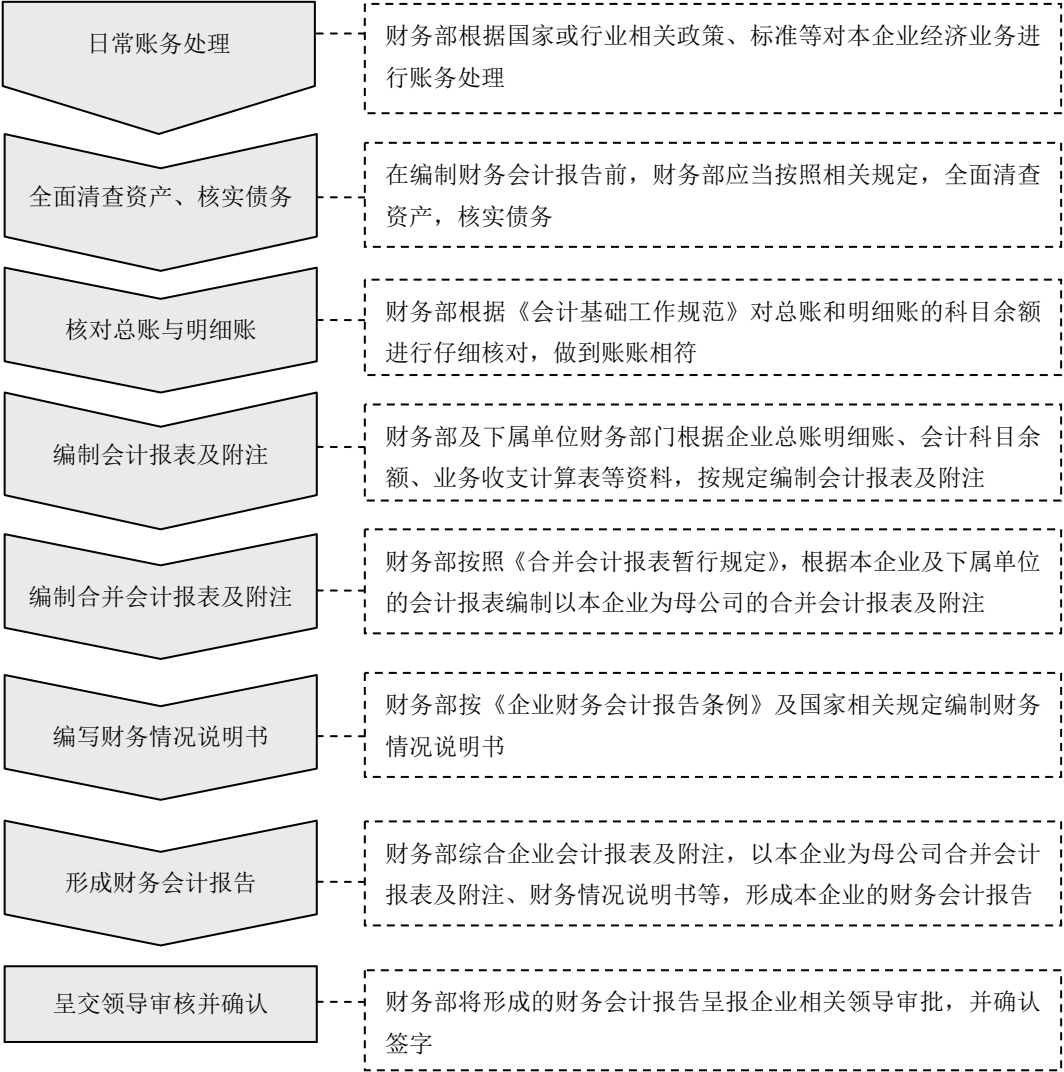 日常账务处理
财务部根据国家或行业相关政策、标准等对本企业经济业务进
行账务处理
全面清查资产、核实债务
在编制财务会计报告前，财务部应当按照相关规定，全面清查
资产，核实债务
核对总账与明细账
财务部根据《会计基础工作规范》对总账和明细账的科目余额
进行仔细核对，做到账账相符
编制会计报表及附注
财务部及下属单位财务部门根据企业总账明细账、会计科目余
额、业务收支计算表等资料，按规定编制会计报表及附注
编制合并会计报表及附注
财务部按照《合并会计报表暂行规定》，根据本企业及下属单位
的会计报表编制以本企业为母公司的合并会计报表及附注
编写财务情况说明书
财务部按《企业财务会计报告条例》及国家相关规定编制财务
情况说明书
形成财务会计报告
财务部综合企业会计报表及附注，以本企业为母公司合并会计
报表及附注、财务情况说明书等，形成本企业的财务会计报告
呈交领导审核并确认
财务部将形成的财务会计报告呈报企业相关领导审批，并确认
签字